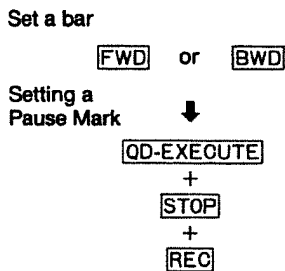 Set a bar
FWD or BWD
Setting a
Pause Mark
QD-EXECUTE
+
STOP
+
REC